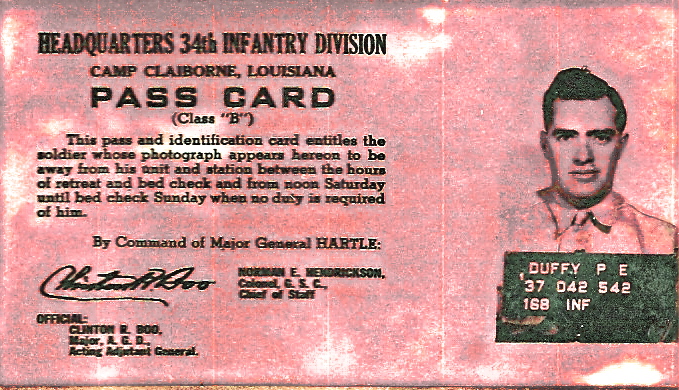 HEADQUARTERS 34th INFANTRY DIVISION
CAMP CLAIBORNE, LOUISIANA
PASS CARD
(Class "B")
This pass and identification card entitles the
soldier whose photograph appears hereon to be
away from his unit and station between the hours
of retreat and bed check and from noon Saturday
until bed check Sunday when no duty is required
of him.
By Command of Major General HARTLE:
Clinton R Boo
NORMAN E. HENDRICKSON,
Colonel, G. S. C.,
Chief of Staff
OFFICIAL:
CLINTON R. BOO,
Major, A. G. D.,
Acting Adjutant General.
DUFFY P E
37 042 542
168 INF